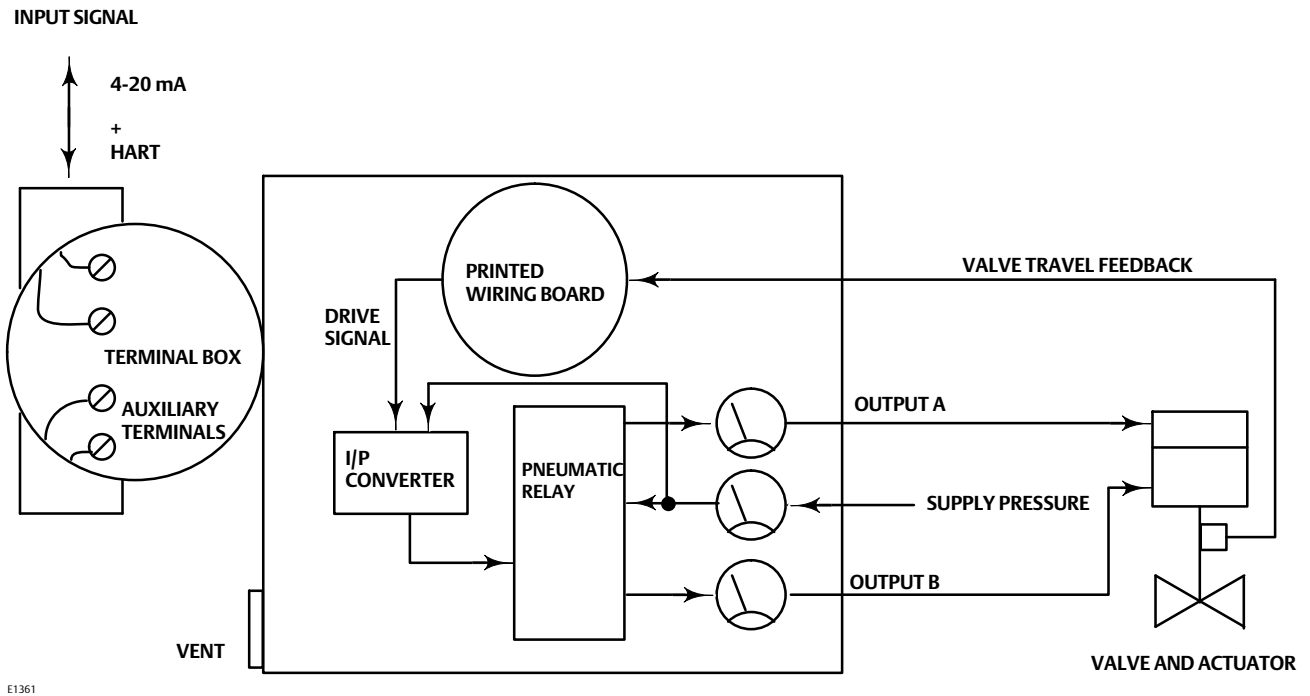 INPUT SIGNAL
4-20 mA
+
HART
PRINTED
WIRING BOARD
VALVE TRAVEL FEEDBACK
DRIVE
SIGNAL
TERMINAL BOX
AUXILIARY
TERMINALS
I/P
CONVERTER
PNEUMATIC
RELAY
OUTPUT A
SUPPLY PRESSURE
OUTPUT B
VENT
VALVE AND ACTUATOR
E1361